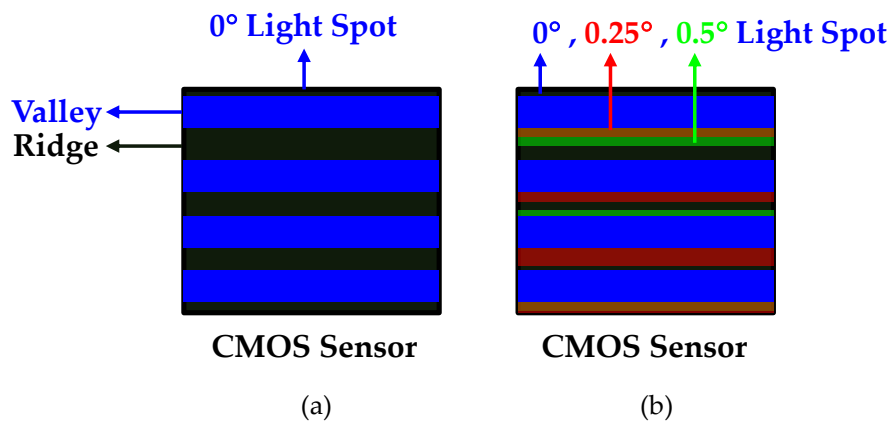 0° Light Spot
0° , 0.25° , 0.5° Light Spot
Valley
Ridge
CMOS Sensor
CMOS Sensor
(a)
(b)